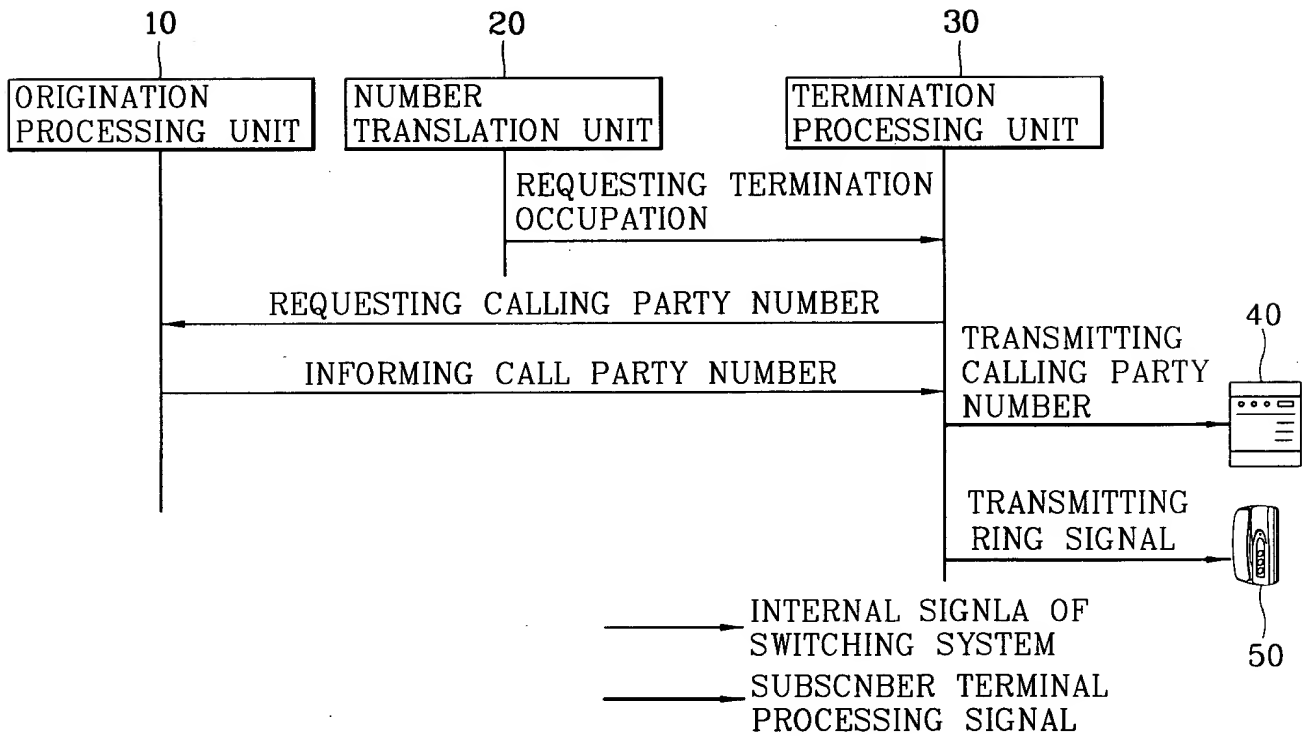 10
20
30
ORIGINATION
PROCESSING UNIT
NUMBER
TRANSLATION UNIT
TERMINATION
PROCESSING UNIT
REQUESTING TERMINATION
OCCUPATION
REQUESTING CALLING PARTY NUMBER
INFORMING CALL PARTY NUMBER
TRANSMITTING
CALLING PARTY
NUMBER
40
TRANSMITTING
RING SIGNAL
50
INTERNAL SIGNLA OF
SWITCHING SYSTEM
SUBSCNBER TERMINAL
PROCESSING SIGNAL